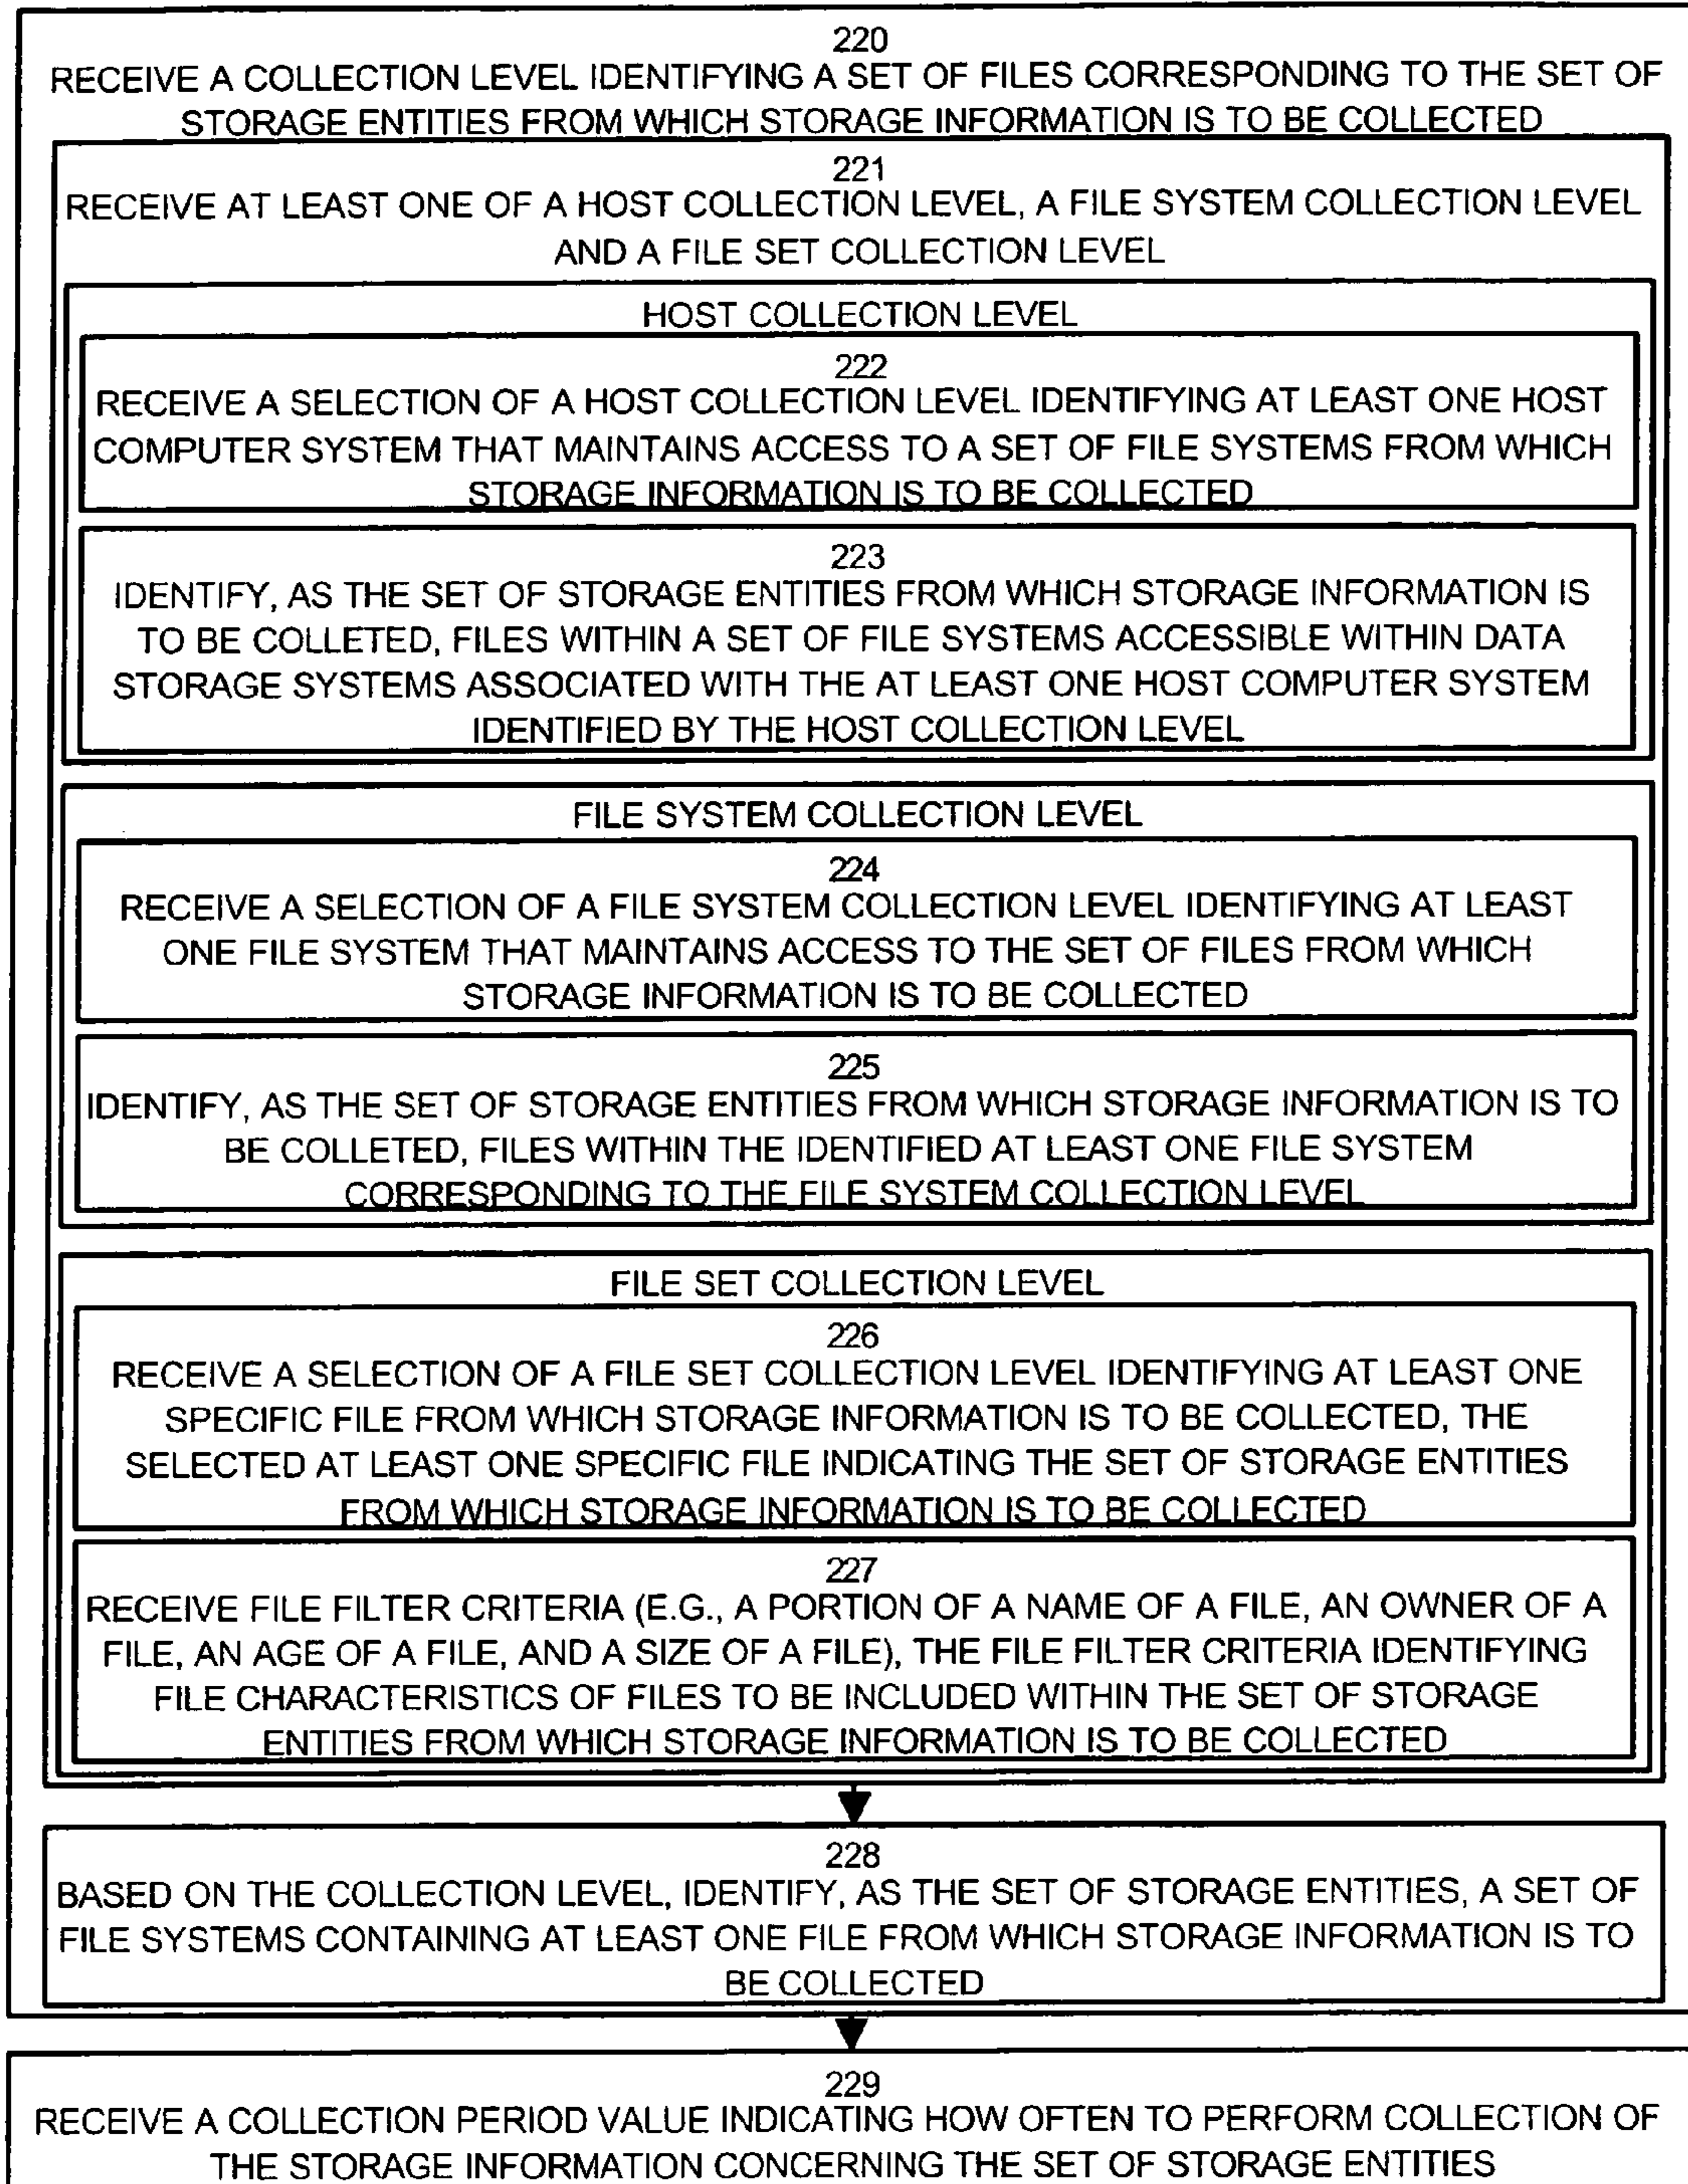 220
RECEIVE A COLLECTION LEVEL IDENTIFYING A SET OF FILES CORRESPONDING TO THE SET OF
STORAGE ENTITIES FROM WHICH STORAGE INFORMATION IS TO BE COLLECTED
221
RECEIVE AT LEAST ONE OF A HOST COLLECTION LEVEL, A FILE SYSTEM COLLECTION LEVEL
AND A FILE SET COLLECTION LEVEL
HOST COLLECTION LEVEL
222
RECEIVE A SELECTION OF A HOST COLLECTION LEVEL IDENTIFYING AT LEAST ONE HOST
COMPUTER SYSTEM THAT MAINTAINS ACCESS TO A SET OF FILE SYSTEMS FROM WHICH
STORAGE INFORMATION IS TO BE COLLECTED
223
IDENTIFY, AS THE SET OF STORAGE ENTITIES FROM WHICH STORAGE INFORMATION IS
TO BE COLLETED, FILES WITHIN A SET OF FILE SYSTEMS ACCESSIBLE WITHIN DATA
STORAGE SYSTEMS ASSOCIATED WITH THE AT LEAST ONE HOST COMPUTER SYSTEM
IDENTIFIED BY THE HOST COLLECTION LEVEL
FILE SYSTEM COLLECTION LEVEL
224
RECEIVE A SELECTION OF A FILE SYSTEM COLLECTION LEVEL IDENTIFYING AT LEAST
ONE FILE SYSTEM THAT MAINTAINS ACCESS TO THE SET OF FILES FROM WHICH
STORAGE INFORMATION IS TO BE COLLECTED
225
IDENTIFY, AS THE SET OF STORAGE ENTITIES FROM WHICH STORAGE INFORMATION IS TO
BE COLLETED, FILES WITHIN THE IDENTIFIED AT LEAST ONE FILE SYSTEM
CORRESPONDING TO THE FILE SYSTEM COLLECTION LEVEL
FILE SET COLLECTION LEVEL
226
RECEIVE A SELECTION OF A FILE SET COLLECTION LEVEL IDENTIFYING AT LEAST ONE
SPECIFIC FILE FROM WHICH STORAGE INFORMATION IS TO BE COLLECTED, THE
SELECTED AT LEAST ONE SPECIFIC FILE INDICATING THE SET OF STORAGE ENTITIES
FROM WHICH STORAGE INFORMATION IS TO BE COLLECTED
227
RECEIVE FILE FILTER CRITERIA (E.G., A PORTION OF A NAME OF A FILE, AN OWNER OF A
FILE, AN AGE OF A FILE, AND A SIZE OF A FILE), THE FILE FILTER CRITERIA IDENTIFYING
FILE CHARACTERISTICS OF FILES TO BE INCLUDED WITHIN THE SET OF STORAGE
ENTITIES FROM WHICH STORAGE INFORMATION IS TO BE COLLECTED
228
BASED ON THE COLLECTION LEVEL, IDENTIFY, AS THE SET OF STORAGE ENTITIES, A SET OF
FILE SYSTEMS CONTAINING AT LEAST ONE FILE FROM WHICH STORAGE INFORMATION IS TO
BE COLLECTED
229
RECEIVE A COLLECTION PERIOD VALUE INDICATING HOW OFTEN TO PERFORM COLLECTION OF
THE STORAGE INFORMATION CONCERNING THE SET OF STORAGE ENTITIES